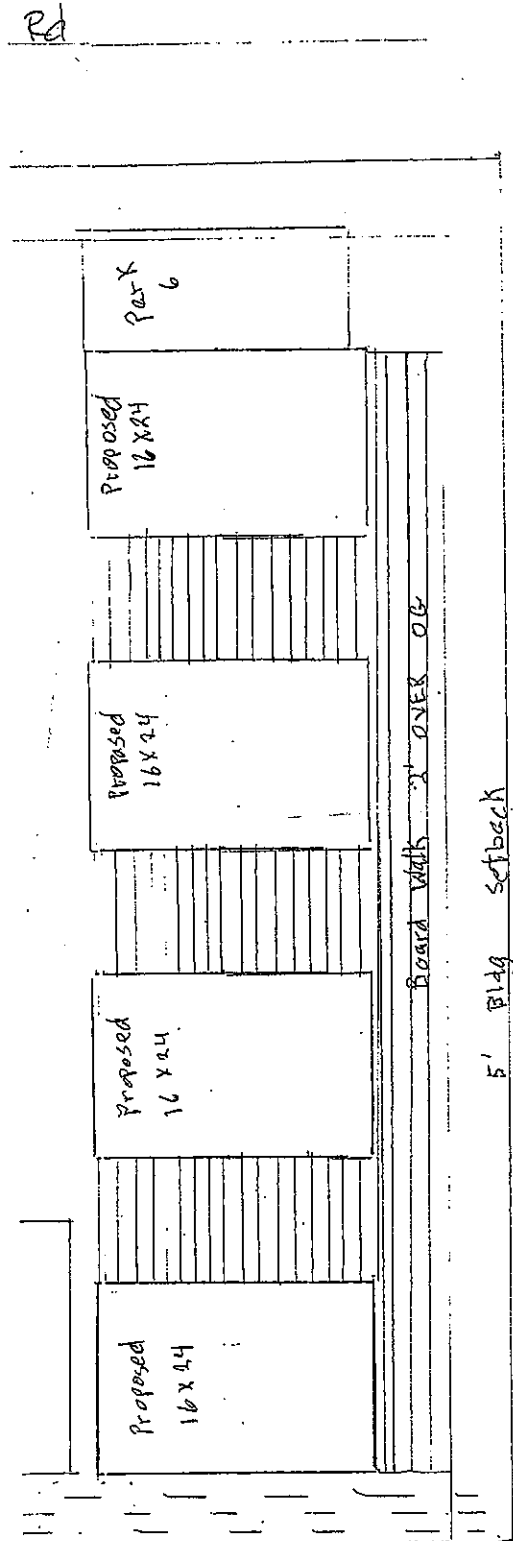 Rd
Park
6
Proposed
16 X24
Proposed
16 X 24
Proposed
16 X 24
Proposed
16 X 24
Board Walk 2' OVER OG
5' Bldg Setback